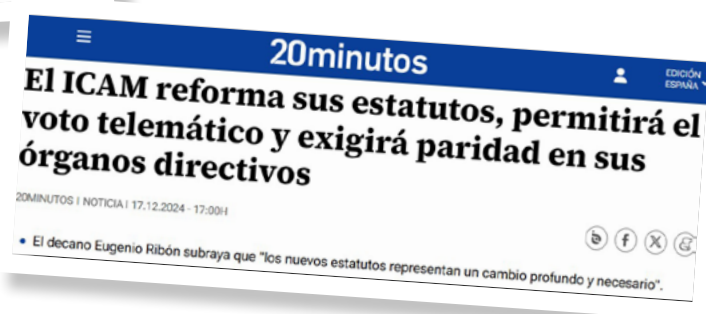 20minutos
EDICIÓN
ESPAÑA
El ICAM reforma sus estatutos, permitirá el
voto telemático y exigirá paridad en sus
órganos directivos
20MINUTOS | NOTICIA | 17.12.2024 - 17:00H
• El decano Eugenio Ribón subraya que "los nuevos estatutos representan un cambio profundo y necesario".